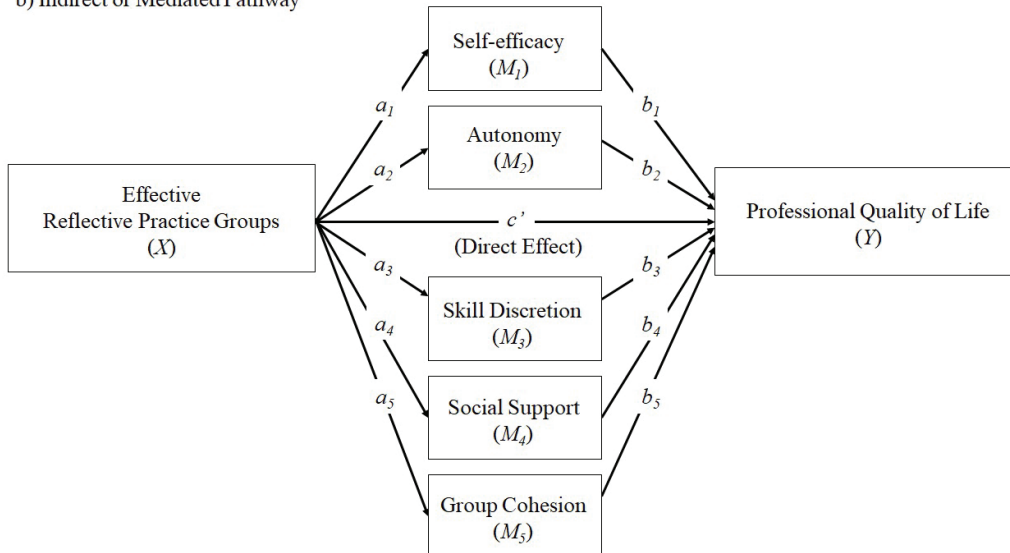 b) Indirect or Mediated Pathway
Self-efficacy
(M1)
a1
b1
Autonomy
(M2)
a2
b2
Effective
Reflective Practice Groups
(X)
c’
(Direct Effect)
Professional Quality of Life
(Y)
a3
b3
Skill Discretion
(M3)
a4
b4
Social Support
(M4)
a5
b5
Group Cohesion
(M5)